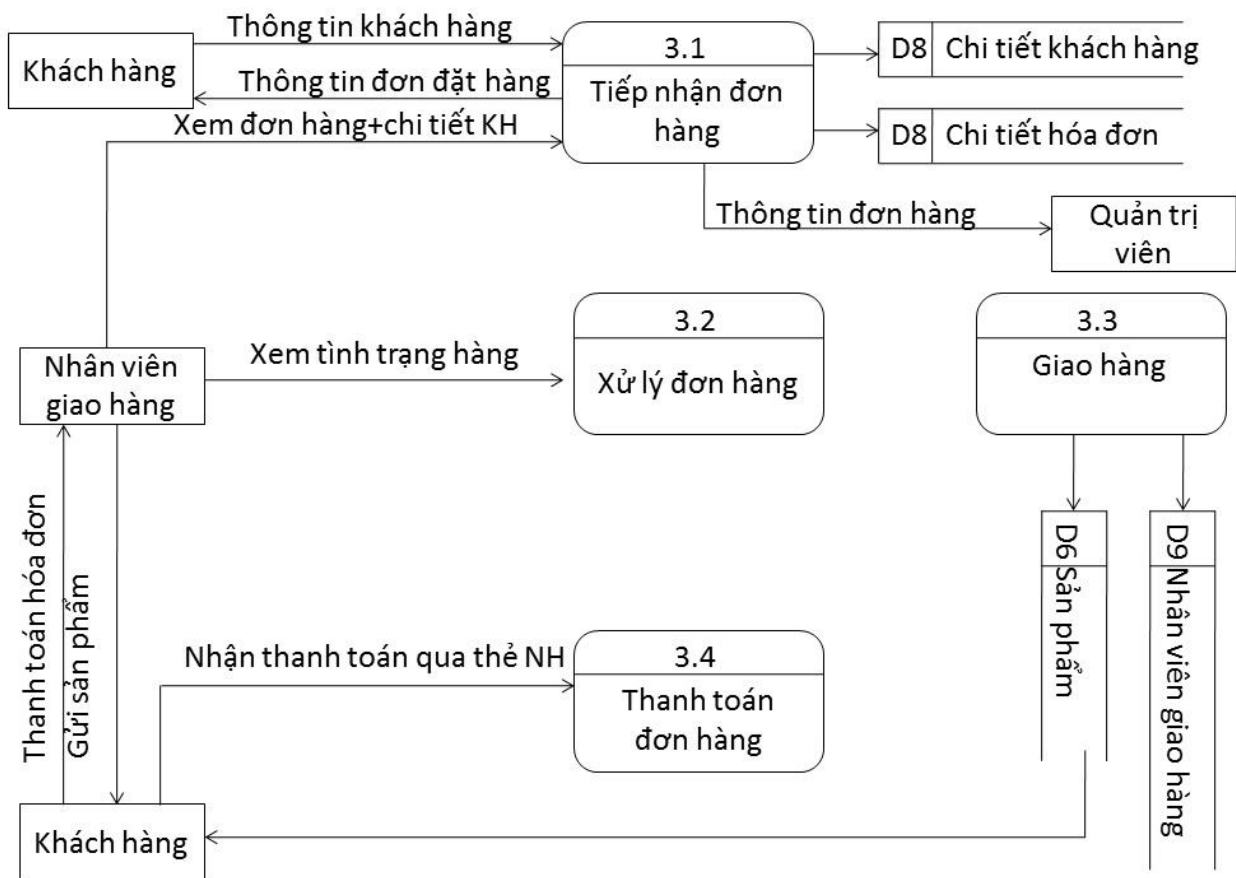 Thông tin khách hàng
3.1
D8 Chi tiết khách hàng
Khách hàng
Thông tin đơn đặt hàng
Tiếp nhận đơn
hàng
Xem đơn hàng+chi tiết KH
D8 Chi tiết hóa đơn
Thông tin đơn hàng
Quản trị
viên
3.2
3.3
Xem tình trạng hàng
Nhân viên
giao hàng
Xử lý đơn hàng
Giao hàng
Thanh toán hóa đơn
Gửi sản phẩm
D6 Sản phẩm
D9 Nhân viên giao hàng
Nhận thanh toán qua thẻ NH
3.4
Thanh toán
đơn hàng
Khách hàng